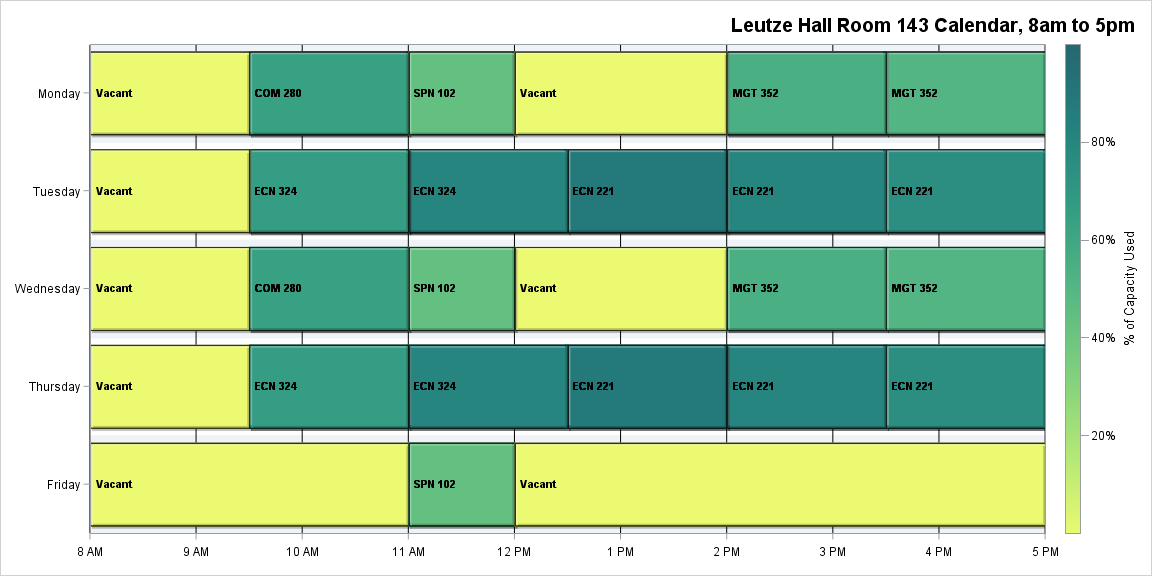 Leutze Hall Room 143 Calendar, 8am to 5pm
Monday
Vacant
COM 280
SPN 102
Vacant
MGT 352
MGT 352
Tuesday
Vacant
ECN 324
ECN 324
ECN 221
ECN 221
ECN 221
Wednesday
Vacant
COM 280
SPN 102
Vacant
MGT 352
MGT 352
Thursday
Vacant
ECN 324
ECN 324
ECN 221
ECN 221
ECN 221
Friday
Vacant
SPN 102
Vacant
8 AM
9 AM
10 AM
11 AM
12 PM
1 PM
2 PM
3 PM
4 PM
5 PM
80%
60%
40%
20%
% of Capacity Used